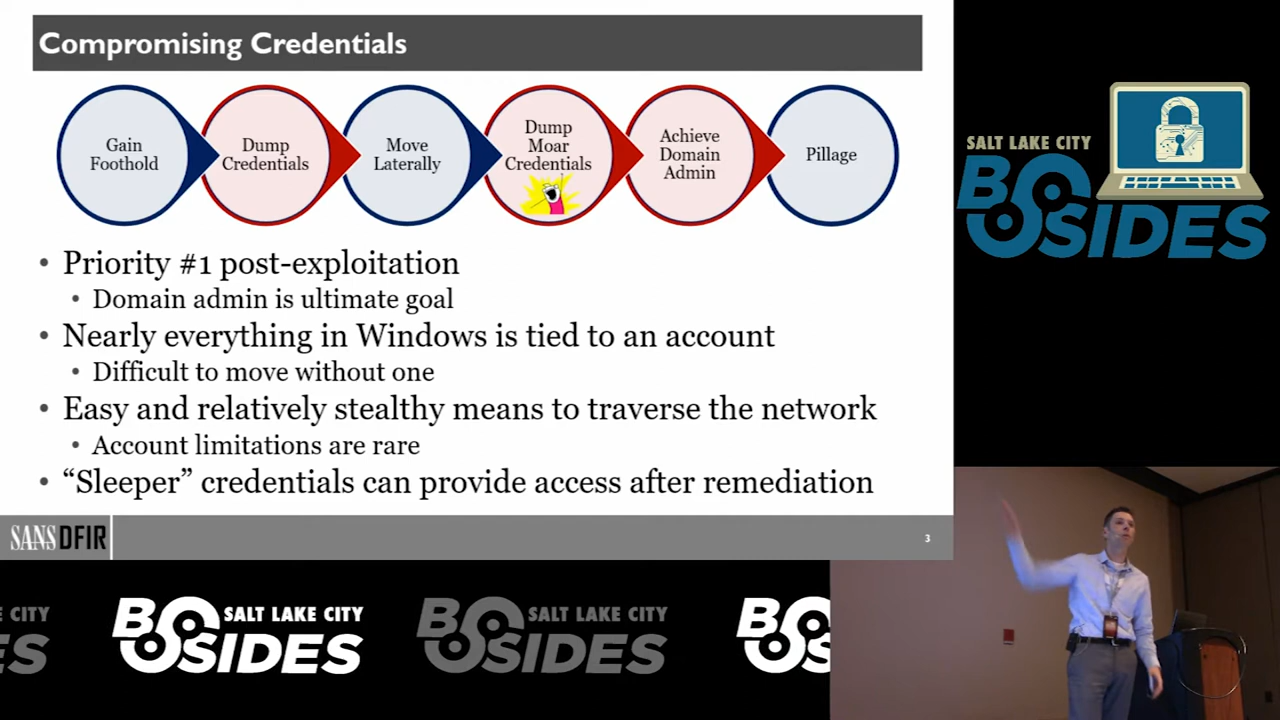 Compromising Credentials
Gain
Foothold
Dump
Credentials
Move
Laterally
Dump
Moar
Credentials
Achieve
Domain
Admin
Pillage
• Priority #1 post-exploitation
• Domain admin is ultimate goal
• Nearly everything in Windows is tied to an account
• Difficult to move without one
• Easy and relatively stealthy means to traverse the network
• Account limitations are rare
• “Sleeper” credentials can provide access after remediation
SANS DFIR
3
SALT LAKE CITY
BSIDES
E CITY
ES
SALT LAKE CITY
BSIDES
SALT LAKE CITY
BSIDES
BS